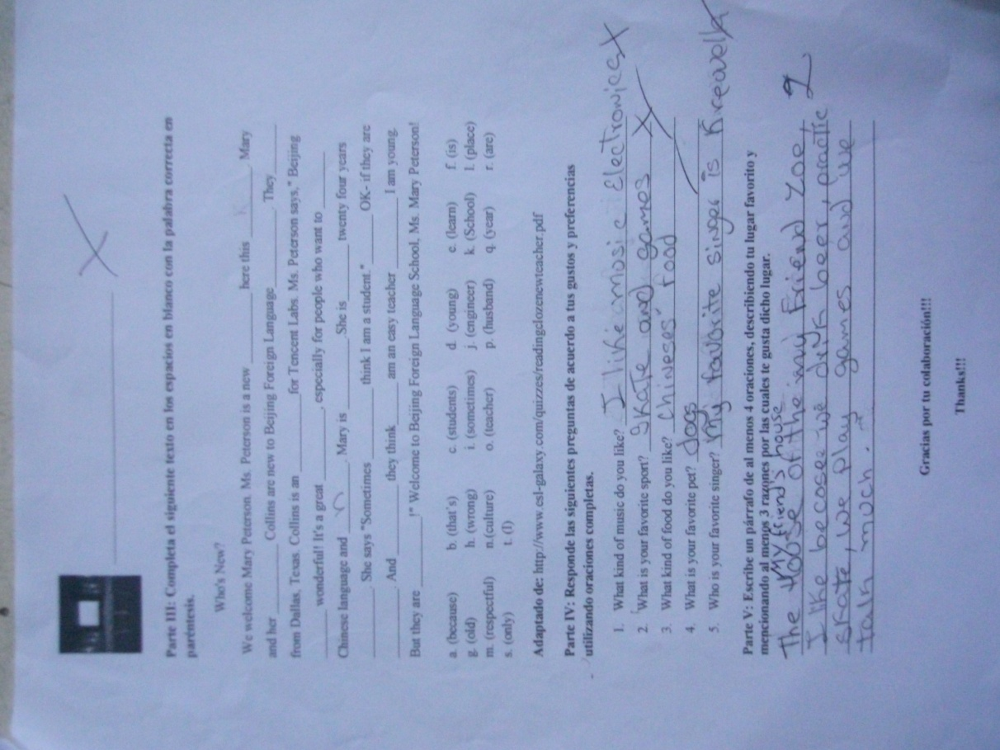 Parte III: Completa el siguiente texto en los espacios en blanco con la palabra correcta en
paréntesis.
Who's New?
We welcome Mary Peterson. Ms. Peterson is a new ________ here this ________. Mary
and her ________ Collins are new to Beijing Foreign Language ________. They ________
from Dallas, Texas. Collins is an ________ for Tencent Labs. Ms. Peterson says," Beijing
________ wonderful! It's a great ________, especially for people who want to ________
Chinese language and ________. Mary is ________. She is ________ twenty four years
________. She says "Sometimes ________ think I am a student." ________ OK- if they are
________. And ________ they think ________ am an easy teacher ________ I am young.
But they are ________!" Welcome to Beijing Foreign Language School, Ms. Mary Peterson!
a. (because) b. (that's) c. (students) d. (young) e. (learn) f. (is)
g. (old) h. (wrong) i. (sometimes) j. (engineer) k. (School) l. (place)
m. (respectful) n.(culture) o. (teacher) p. (husband) q. (year) r. (are)
s. (only) t. (I)
Adaptado de: http://www.esl-galaxy.com/quizzes/readingclozenewteacher.pdf
Parte IV: Responde las siguientes preguntas de acuerdo a tus gustos y preferencias
utilizando oraciones completas.
1. What kind of music do you like? I like music Electronices
2. What is your favorite sport? skate and games
3. What kind of food do you like? chineses food
4. What is your favorite pet? dogs
5. Who is your favorite singer? My favorite singer is
Parte V: Escribe un párrafo de al menos 4 oraciones, describiendo tu lugar favorito y
mencionando al menos 3 razones por las cuales te gusta dicho lugar.
My friend's house
The House of the my Friend Zoe, 2
I like becose we drink beer, practic
skate, we play games and we
talk much.
Gracias por tu colaboración!!!
Thanks!!!